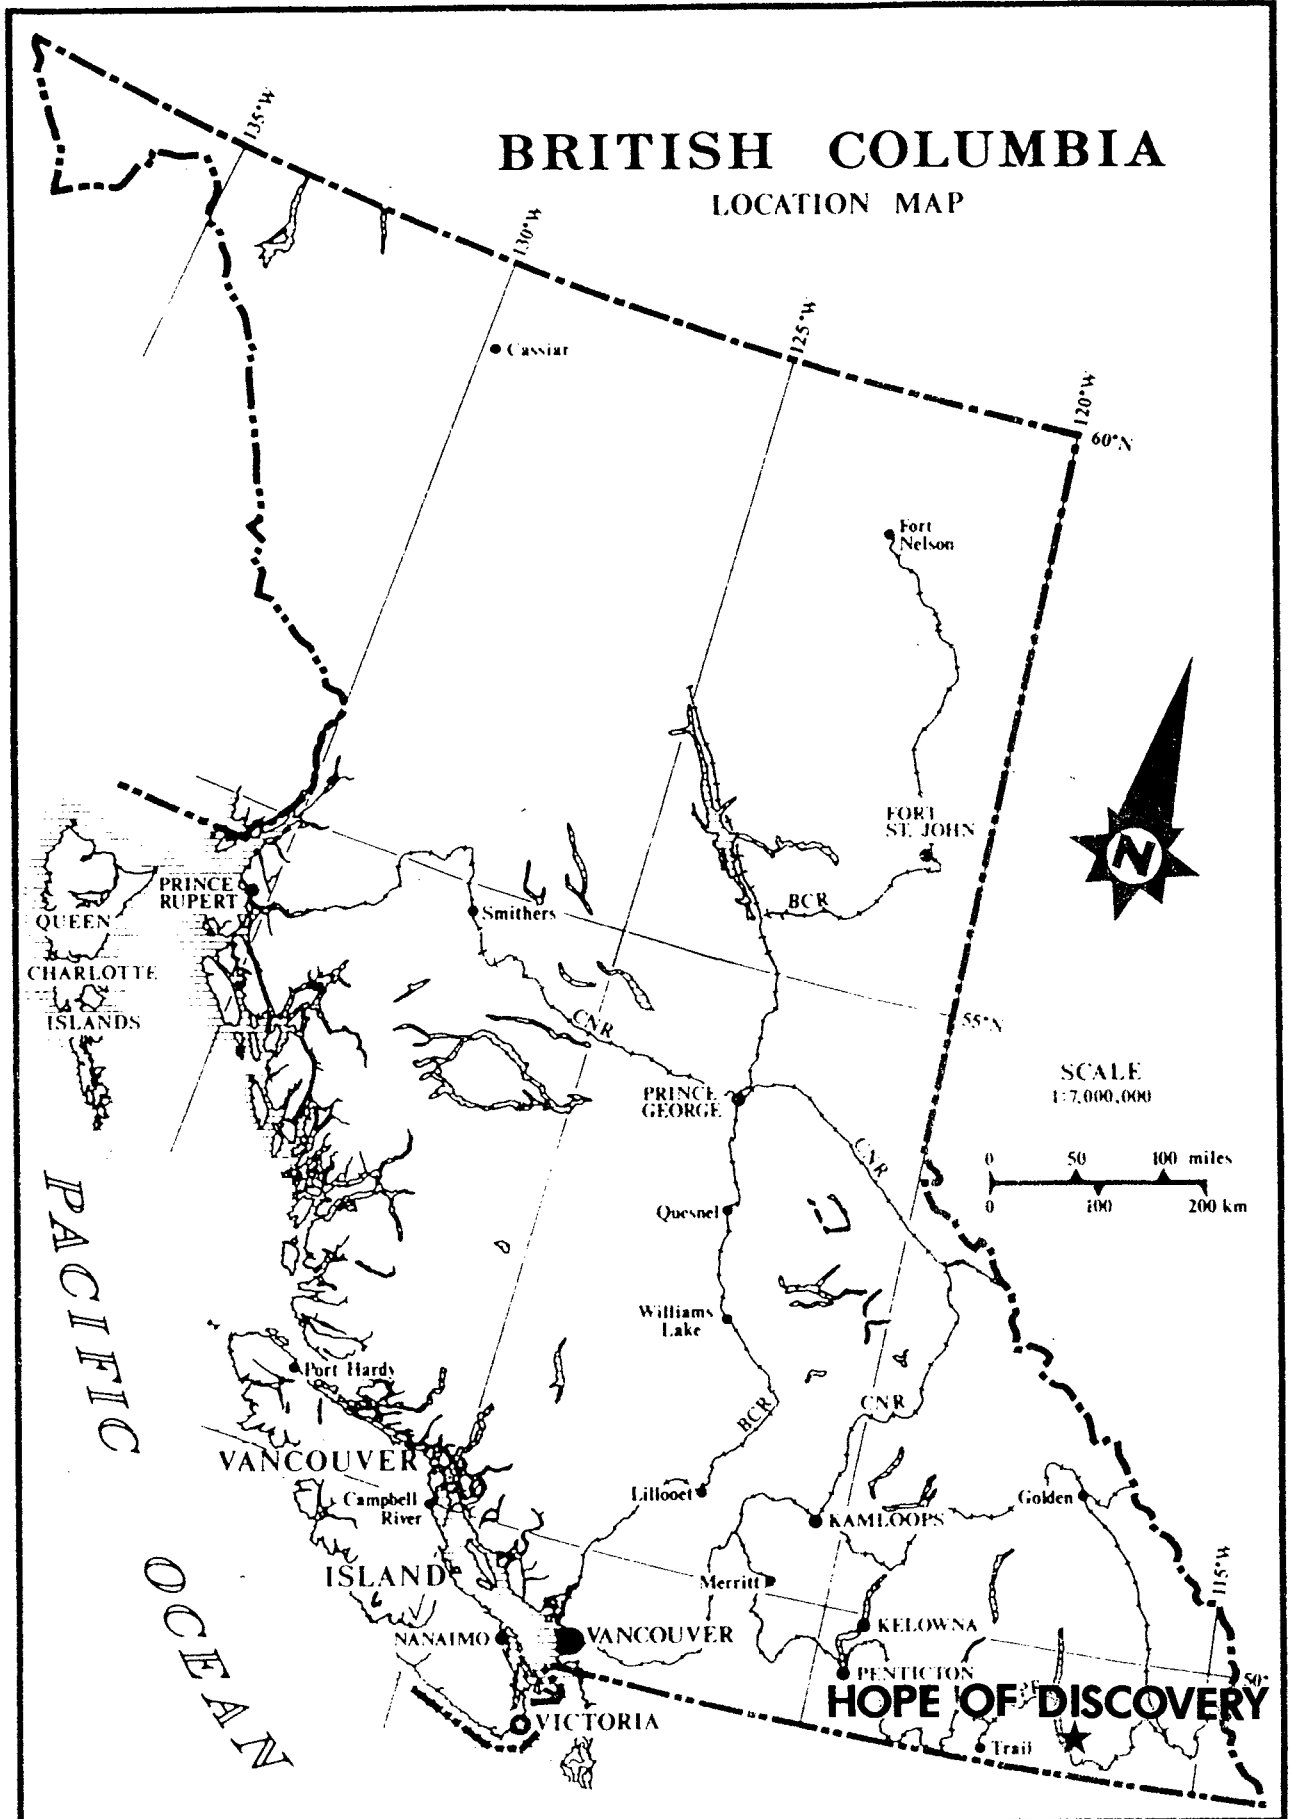 BRITISH COLUMBIA
LOCATION MAP
135°W
130°W
125°W
120°W
60°N
Cassiar
Fort
Nelson
FORT
ST. JOHN
BCR
N
PRINCE
RUPERT
Smithers
QUEEN
CHARLOTTE
ISLANDS
CNR
55°N
SCALE
1:7,000,000
0 50 100 miles
0 100 200 km
PRINCE
GEORGE
CNR
Quesnel
Williams
Lake
PACIFIC
OCEAN
Port Hardy
BCR
CNR
VANCOUVER
ISLAND
Campbell
River
Lillooet
KAMLOOPS
Golden
Merritt
115°W
KELOWNA
NANAIMO
VANCOUVER
PENTICTON
50°
HOPE OF DISCOVERY
VICTORIA
Trail